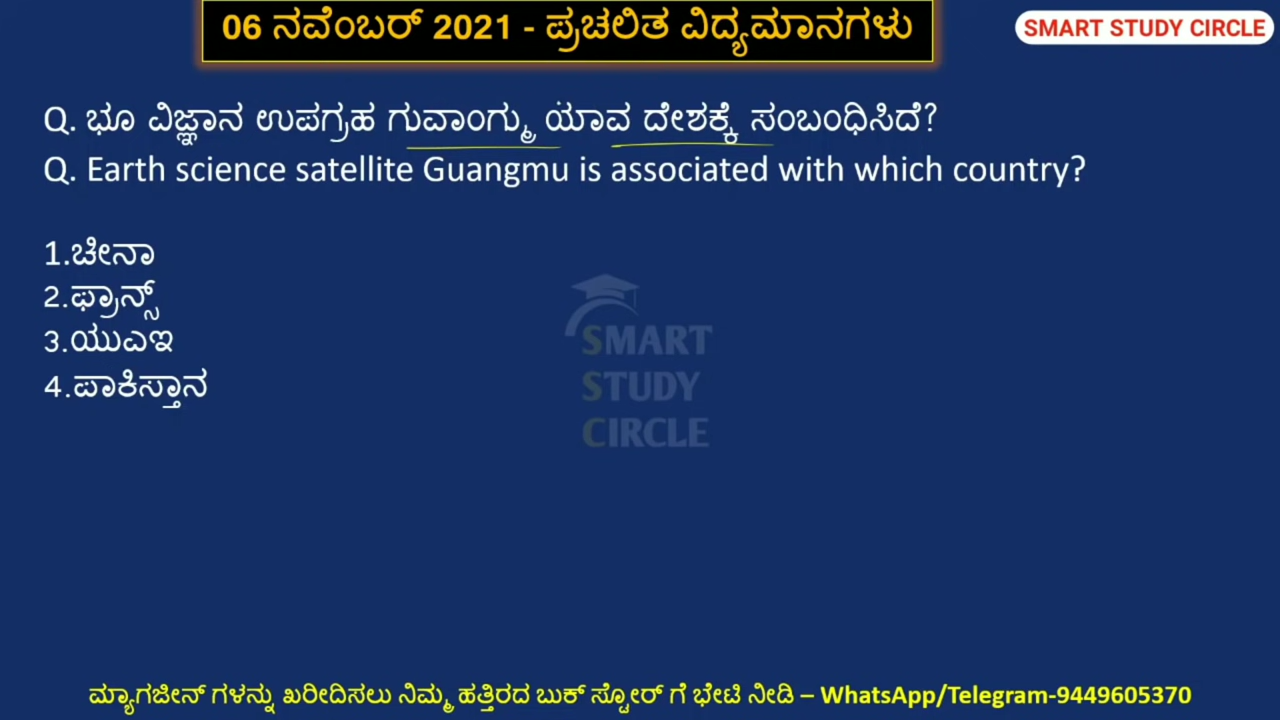 06 ನವೆಂಬರ್ 2021 - ಪ್ರಚಲಿತ ವಿದ್ಯಮಾನಗಳು
SMART STUDY CIRCLE
Q. ಭೂ ವಿಜ್ಞಾನ ಉಪಗ್ರಹ ಗುವಾಂಗ್ಮು ಯಾವ ದೇಶಕ್ಕೆ ಸಂಬಂಧಿಸಿದೆ?
Q. Earth science satellite Guangmu is associated with which country?
1.ಚೀನಾ
2.ಫ್ರಾನ್ಸ್
3.ಯುಎಇ
4.ಪಾಕಿಸ್ತಾನ
SMART
STUDY
CIRCLE
ಮ್ಯಾಗಜೀನ್ ಗಳನ್ನು ಖರೀದಿಸಲು ನಿಮ್ಮ ಹತ್ತಿರದ ಬುಕ್ ಸ್ಟೋರ್ ಗೆ ಭೇಟಿ ನೀಡಿ – WhatsApp/Telegram-9449605370